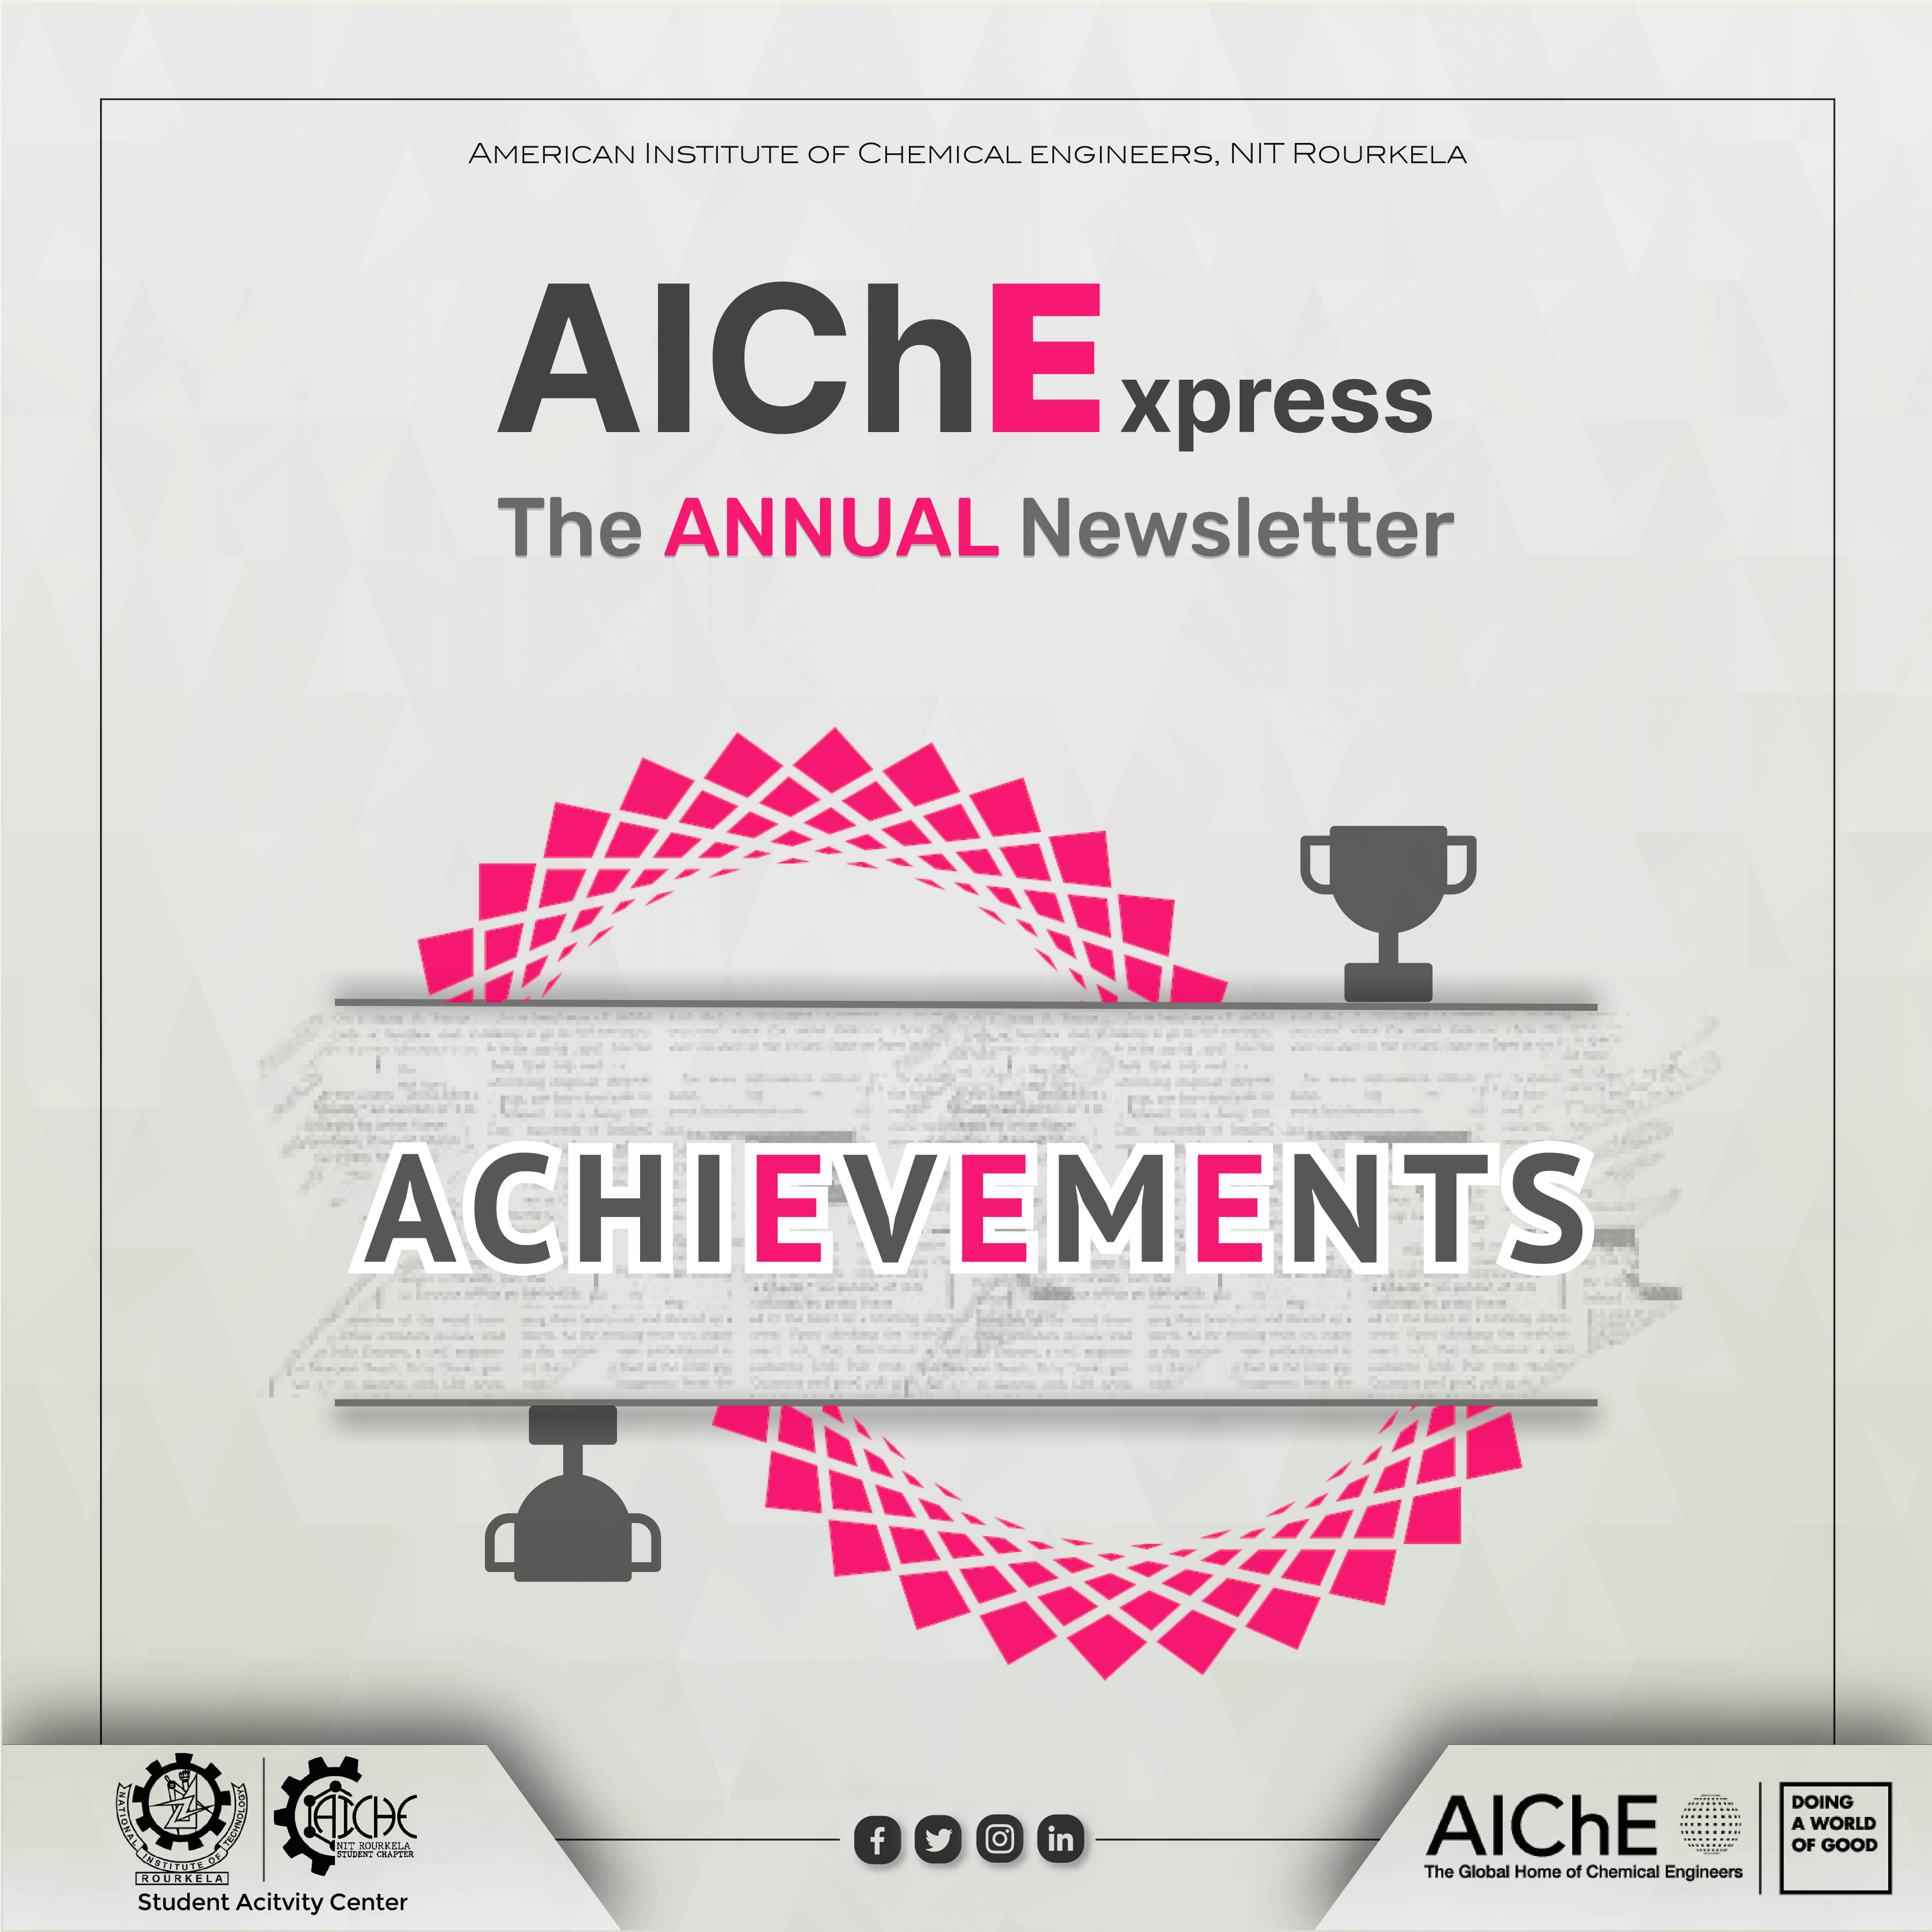 AMERICAN INSTITUTE OF CHEMICAL ENGINEERS, NIT ROURKELA
AIChExpress
The ANNUAL Newsletter
ACHIEVEMENTS
NATIONAL INSTITUTE OF TECHNOLOGY
ROURKELA
AIChE
NIT ROURKELA
STUDENT CHAPTER
Student Acitvity Center
AIChE
The Global Home of Chemical Engineers
DOING
A WORLD
OF GOOD